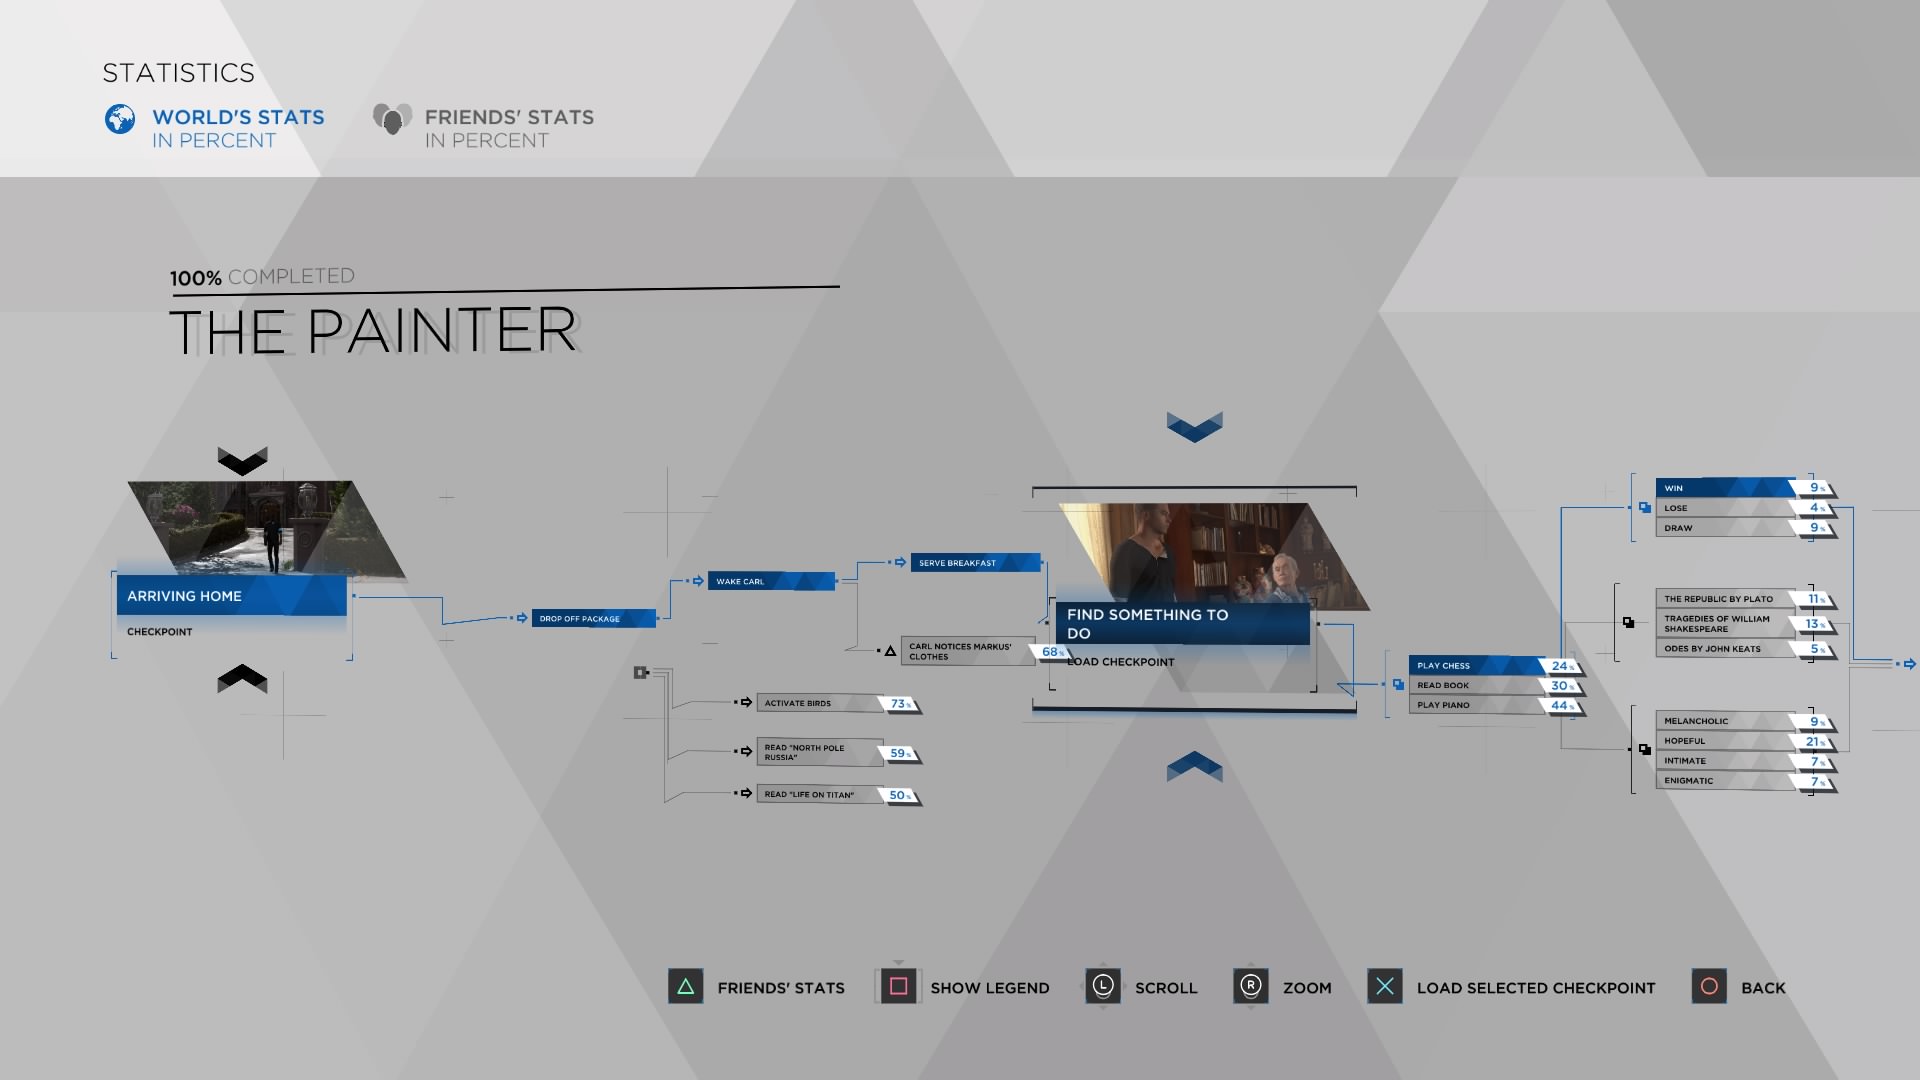 STATISTICS
WORLD'S STATS
IN PERCENT
FRIENDS' STATS
IN PERCENT
100% COMPLETED
THE PAINTER
ARRIVING HOME
CHECKPOINT
DROP OFF PACKAGE
WAKE CARL
SERVE BREAKFAST
CARL NOTICES MARKUS'
CLOTHES
68%
ACTIVATE BIRDS 73%
READ "NORTH POLE
RUSSIA"
59%
READ "LIFE ON TITAN" 50%
FIND SOMETHING TO
DO
LOAD CHECKPOINT
PLAY CHESS 24%
READ BOOK 30%
PLAY PIANO 44%
WIN 9%
LOSE 4%
DRAW 9%
THE REPUBLIC BY PLATO 11%
TRAGEDIES OF WILLIAM
SHAKESPEARE
13%
ODES BY JOHN KEATS 5%
MELANCHOLIC 9%
HOPEFUL 21%
INTIMATE 7%
ENIGMATIC 7%
FRIENDS' STATS
SHOW LEGEND
L SCROLL
R ZOOM
LOAD SELECTED CHECKPOINT
BACK